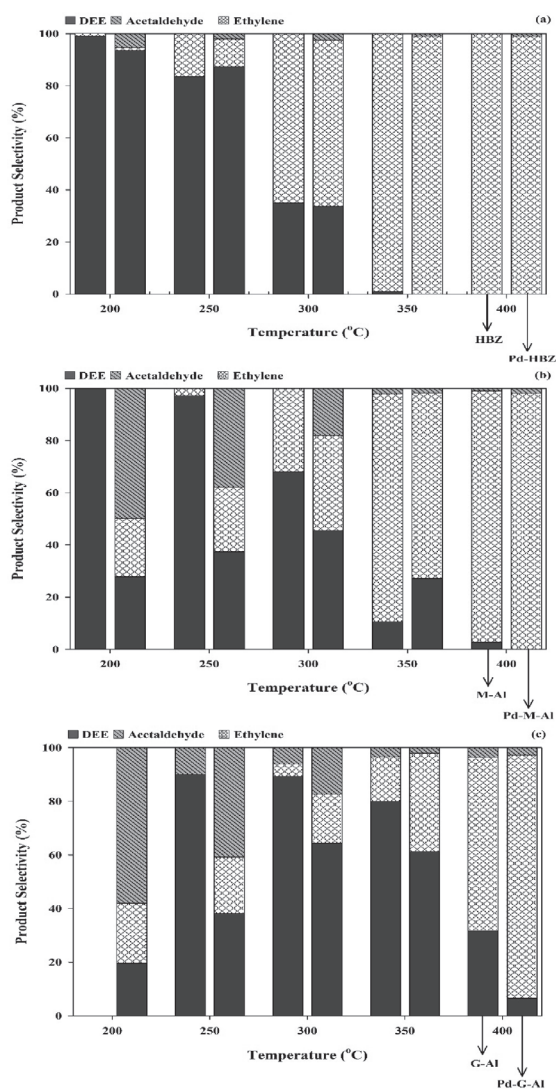 DEE Acetaldehyde Ethylene
(a)
100
80
60
40
20
0
Product Selectivity (%)
200 250 300 350 400
Temperature (°C)
HBZ
Pd-HBZ
DEE Acetaldehyde Ethylene
(b)
100
80
60
40
20
0
Product Selectivity (%)
200 250 300 350 400
Temperature (°C)
M-Al
Pd-M-Al
DEE Acetaldehyde Ethylene
(c)
100
80
60
40
20
0
Product Selectivity (%)
200 250 300 350 400
Temperature (°C)
G-Al
Pd-G-Al